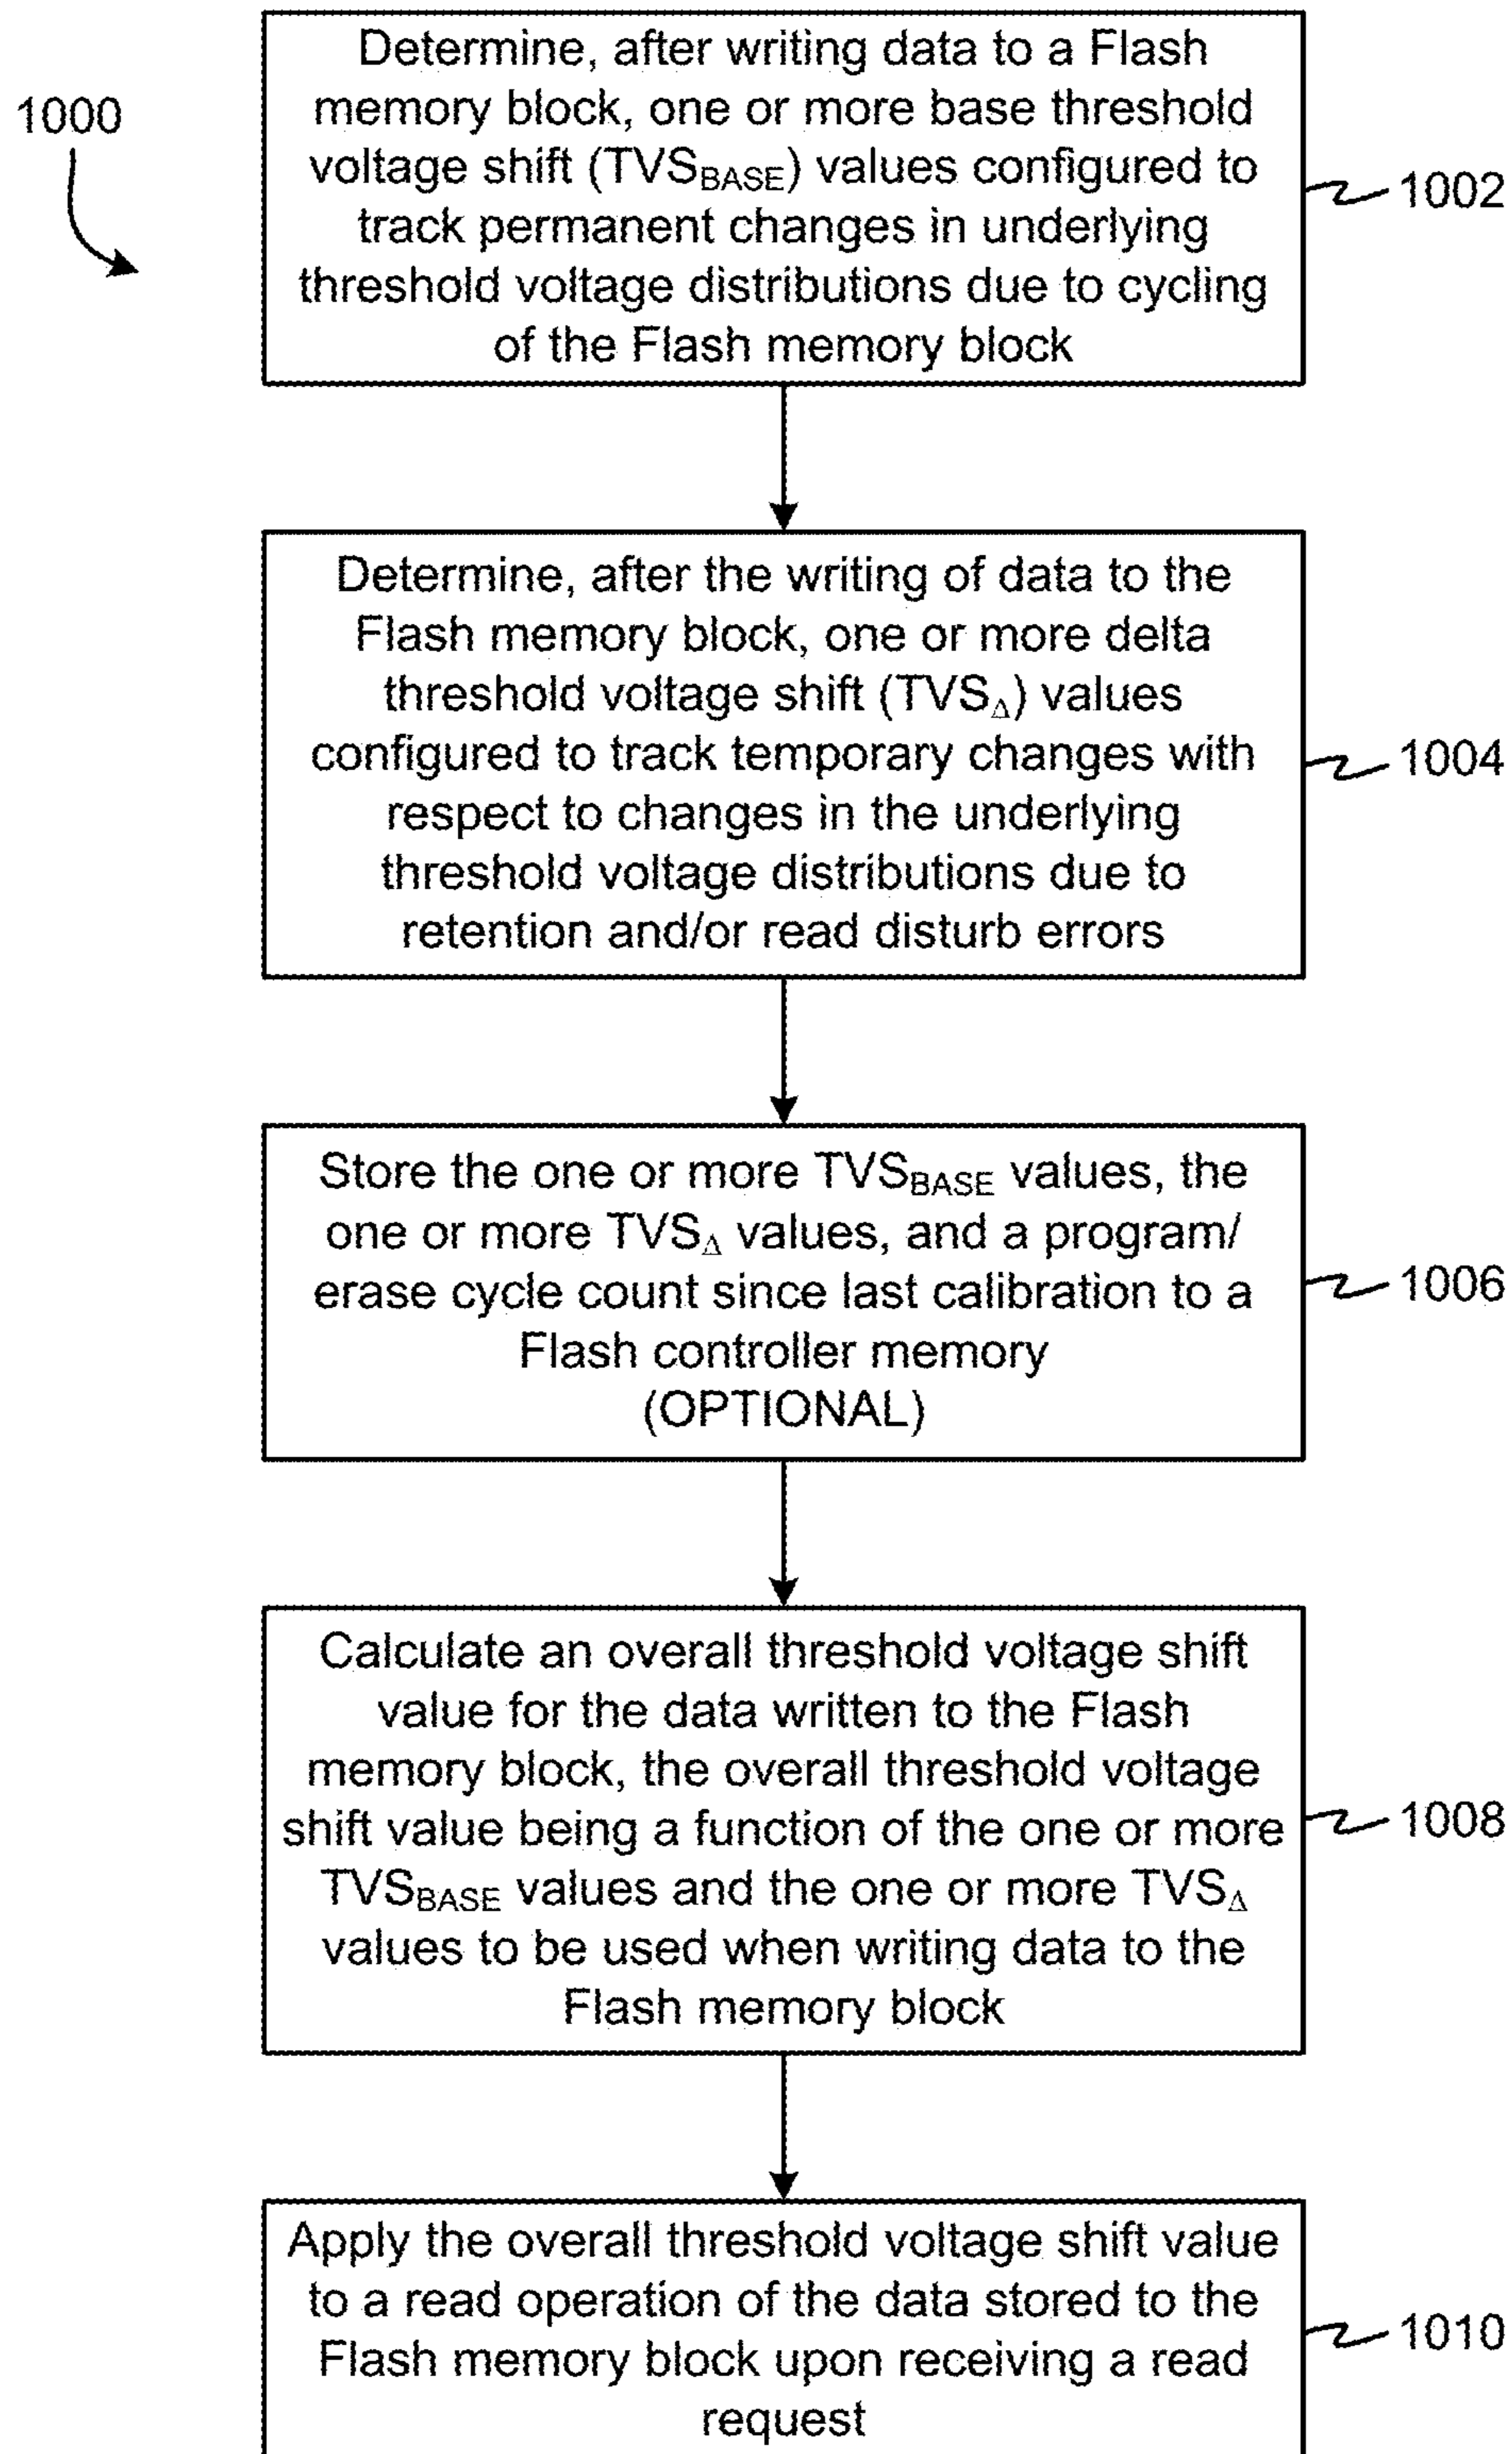 1000
Determine, after writing data to a Flash
memory block, one or more base threshold
voltage shift (TVSBASE) values configured to
track permanent changes in underlying
threshold voltage distributions due to cycling
of the Flash memory block
1002
Determine, after the writing of data to the
Flash memory block, one or more delta
threshold voltage shift (TVSΔ) values
configured to track temporary changes with
respect to changes in the underlying
threshold voltage distributions due to
retention and/or read disturb errors
1004
Store the one or more TVSBASE values, the
one or more TVSΔ values, and a program/
erase cycle count since last calibration to a
Flash controller memory
(OPTIONAL)
1006
Calculate an overall threshold voltage shift
value for the data written to the Flash
memory block, the overall threshold voltage
shift value being a function of the one or more
TVSBASE values and the one or more TVSΔ
values to be used when writing data to the
Flash memory block
1008
Apply the overall threshold voltage shift value
to a read operation of the data stored to the
Flash memory block upon receiving a read
request
1010